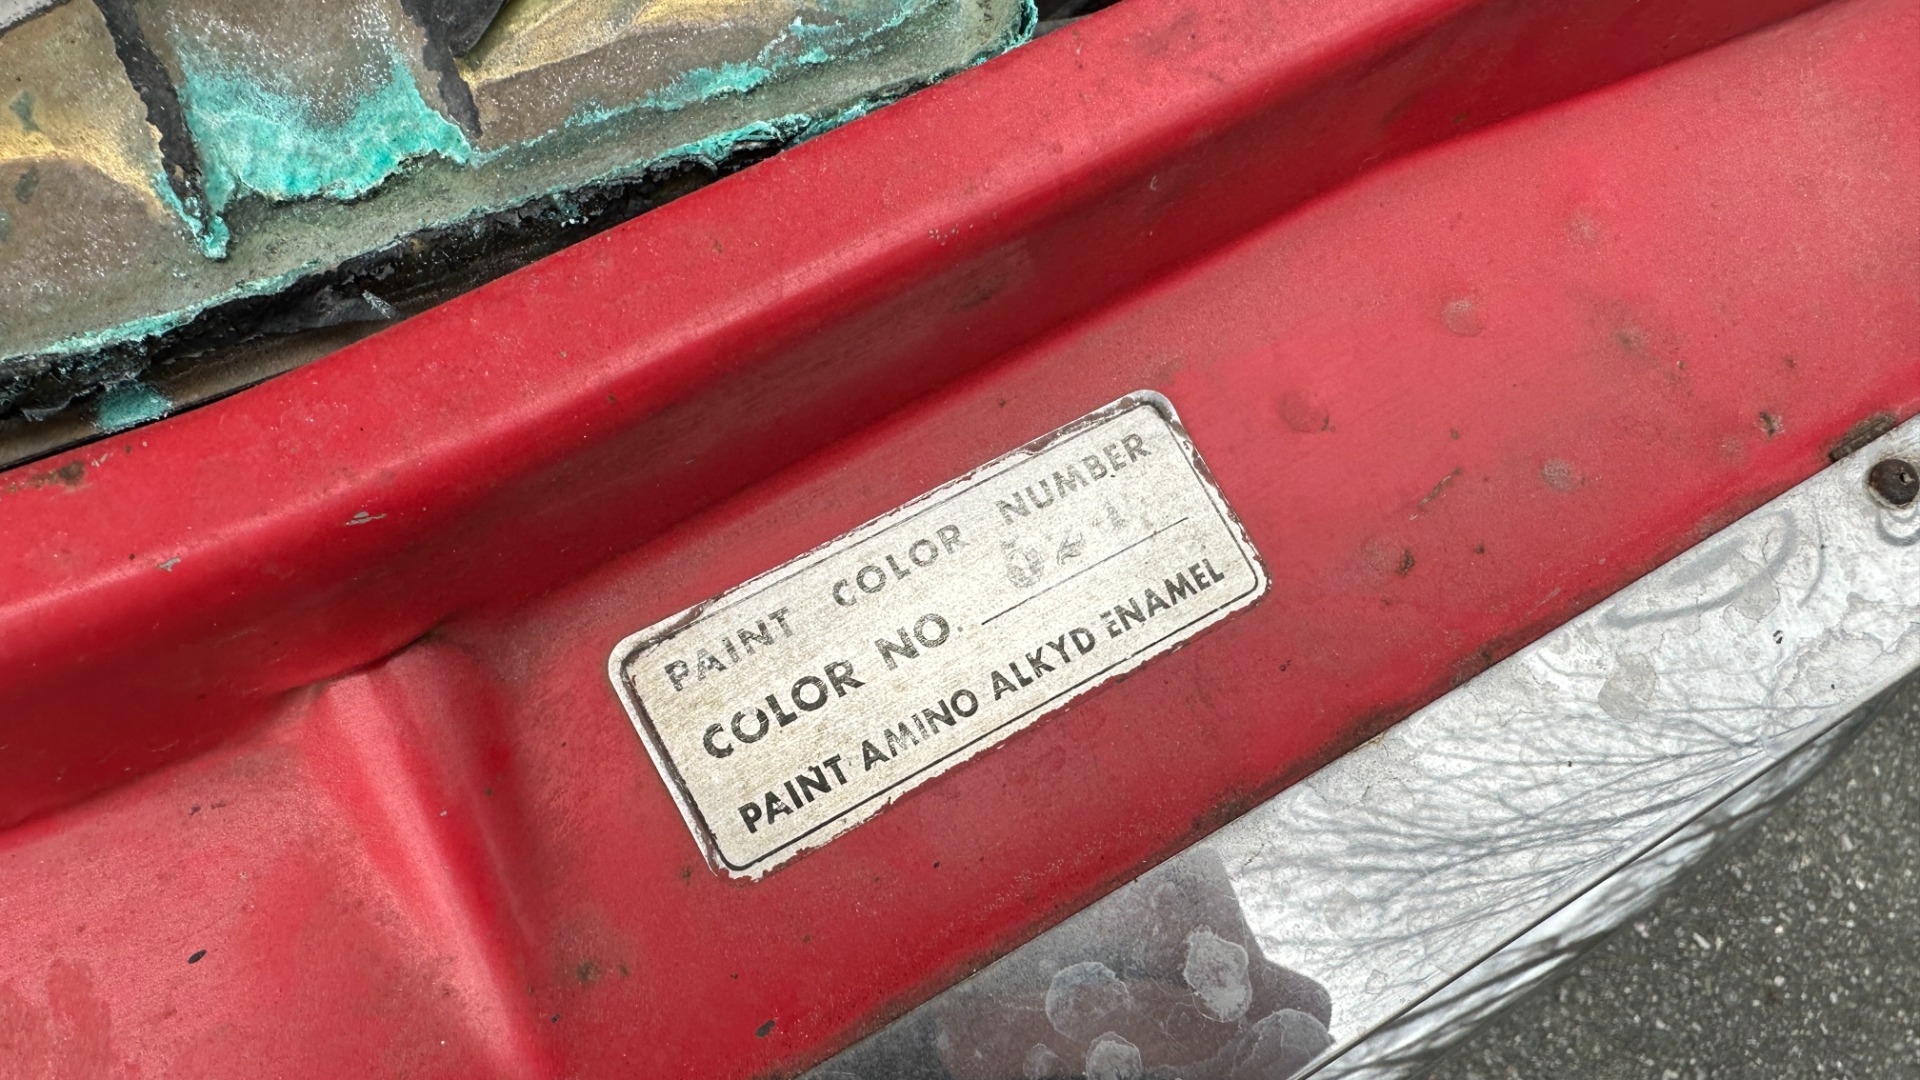 PAINT COLOR NUMBER
COLOR NO.
PAINT AMINO ALKYD ENAMEL